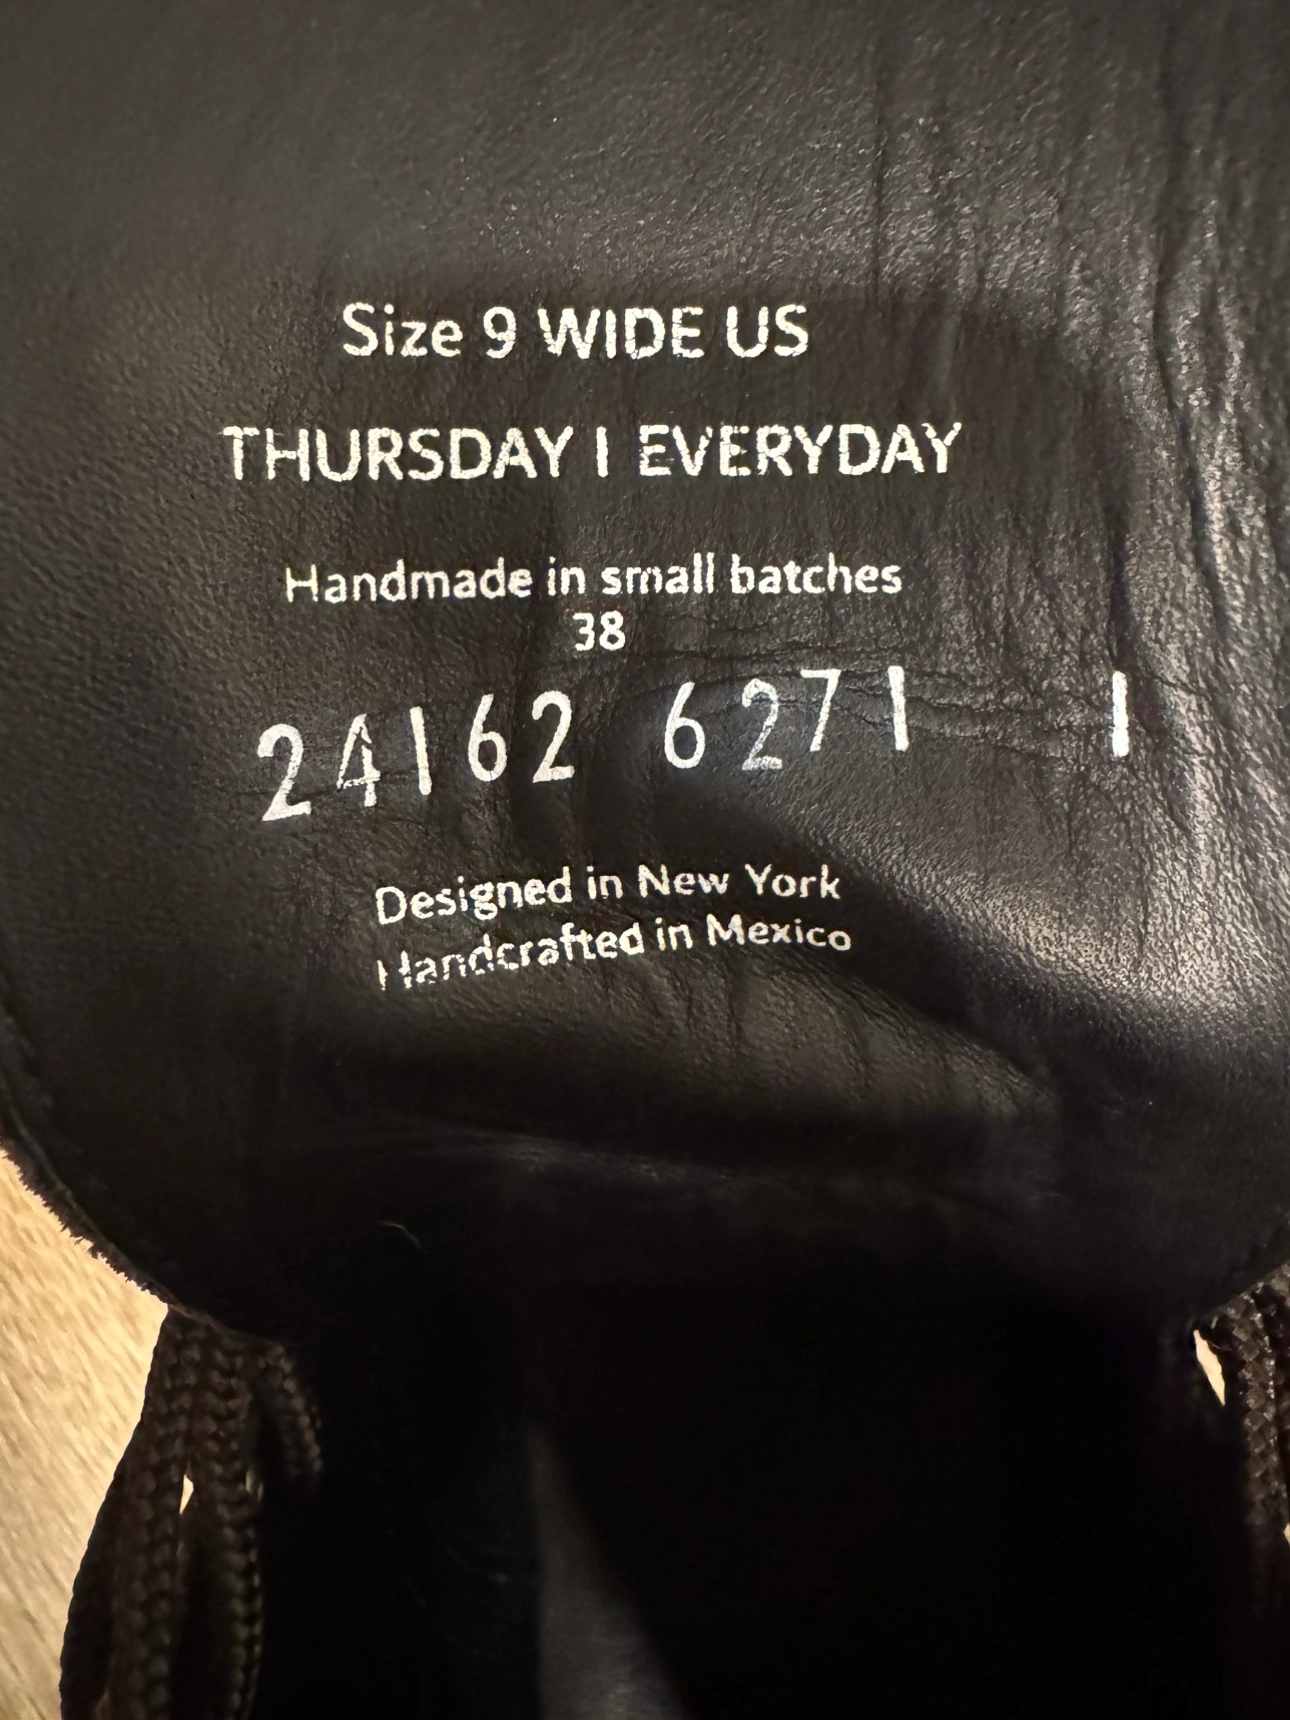 Size 9 WIDE US
THURSDAY | EVERYDAY
Handmade in small batches
38
24162 6271 1
Designed in New York
Handcrafted in Mexico